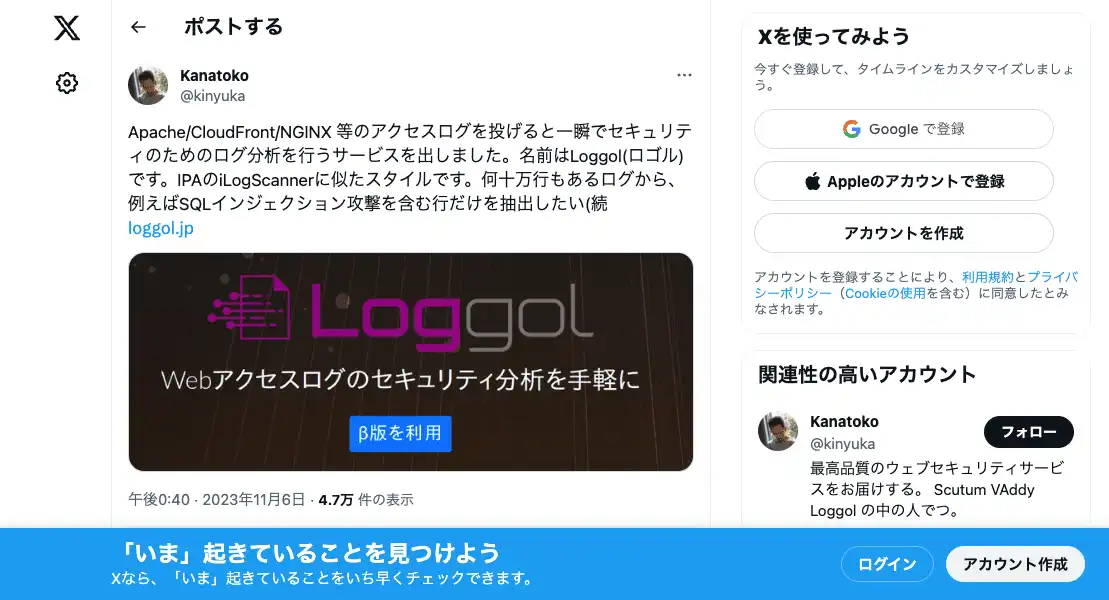 ポストする
Kanatoko
@kinyuka
Apache/CloudFront/NGINX 等のアクセスログを投げると一瞬でセキュリテ
ィのためのログ分析を行うサービスを出しました。名前はLoggol(ロゴル)
です。IPAのiLogScannerに似たスタイルです。何十万行もあるログから、
例えばSQLインジェクション攻撃を含む行だけを抽出したい(続
loggol.jp
Loggol
Webアクセスログのセキュリティ分析を手軽に
β版を利用
午後0:40 · 2023年11月6日 · 4.7万 件の表示
Xを使ってみよう
今すぐ登録して、タイムラインをカスタマイズしましょ
う。
Google で登録
Appleのアカウントで登録
アカウントを作成
アカウントを登録することにより、利用規約とプライバ
シーポリシー（Cookieの使用を含む）に同意したとみ
なされます。
関連性の高いアカウント
Kanatoko
@kinyuka
フォロー
最高品質のウェブセキュリティサービ
スをお届けする。 Scutum VAddy
Loggol の中の人でつ。
「いま」起きていることを見つけよう
Xなら、「いま」起きていることをいち早くチェックできます。
ログイン
アカウント作成